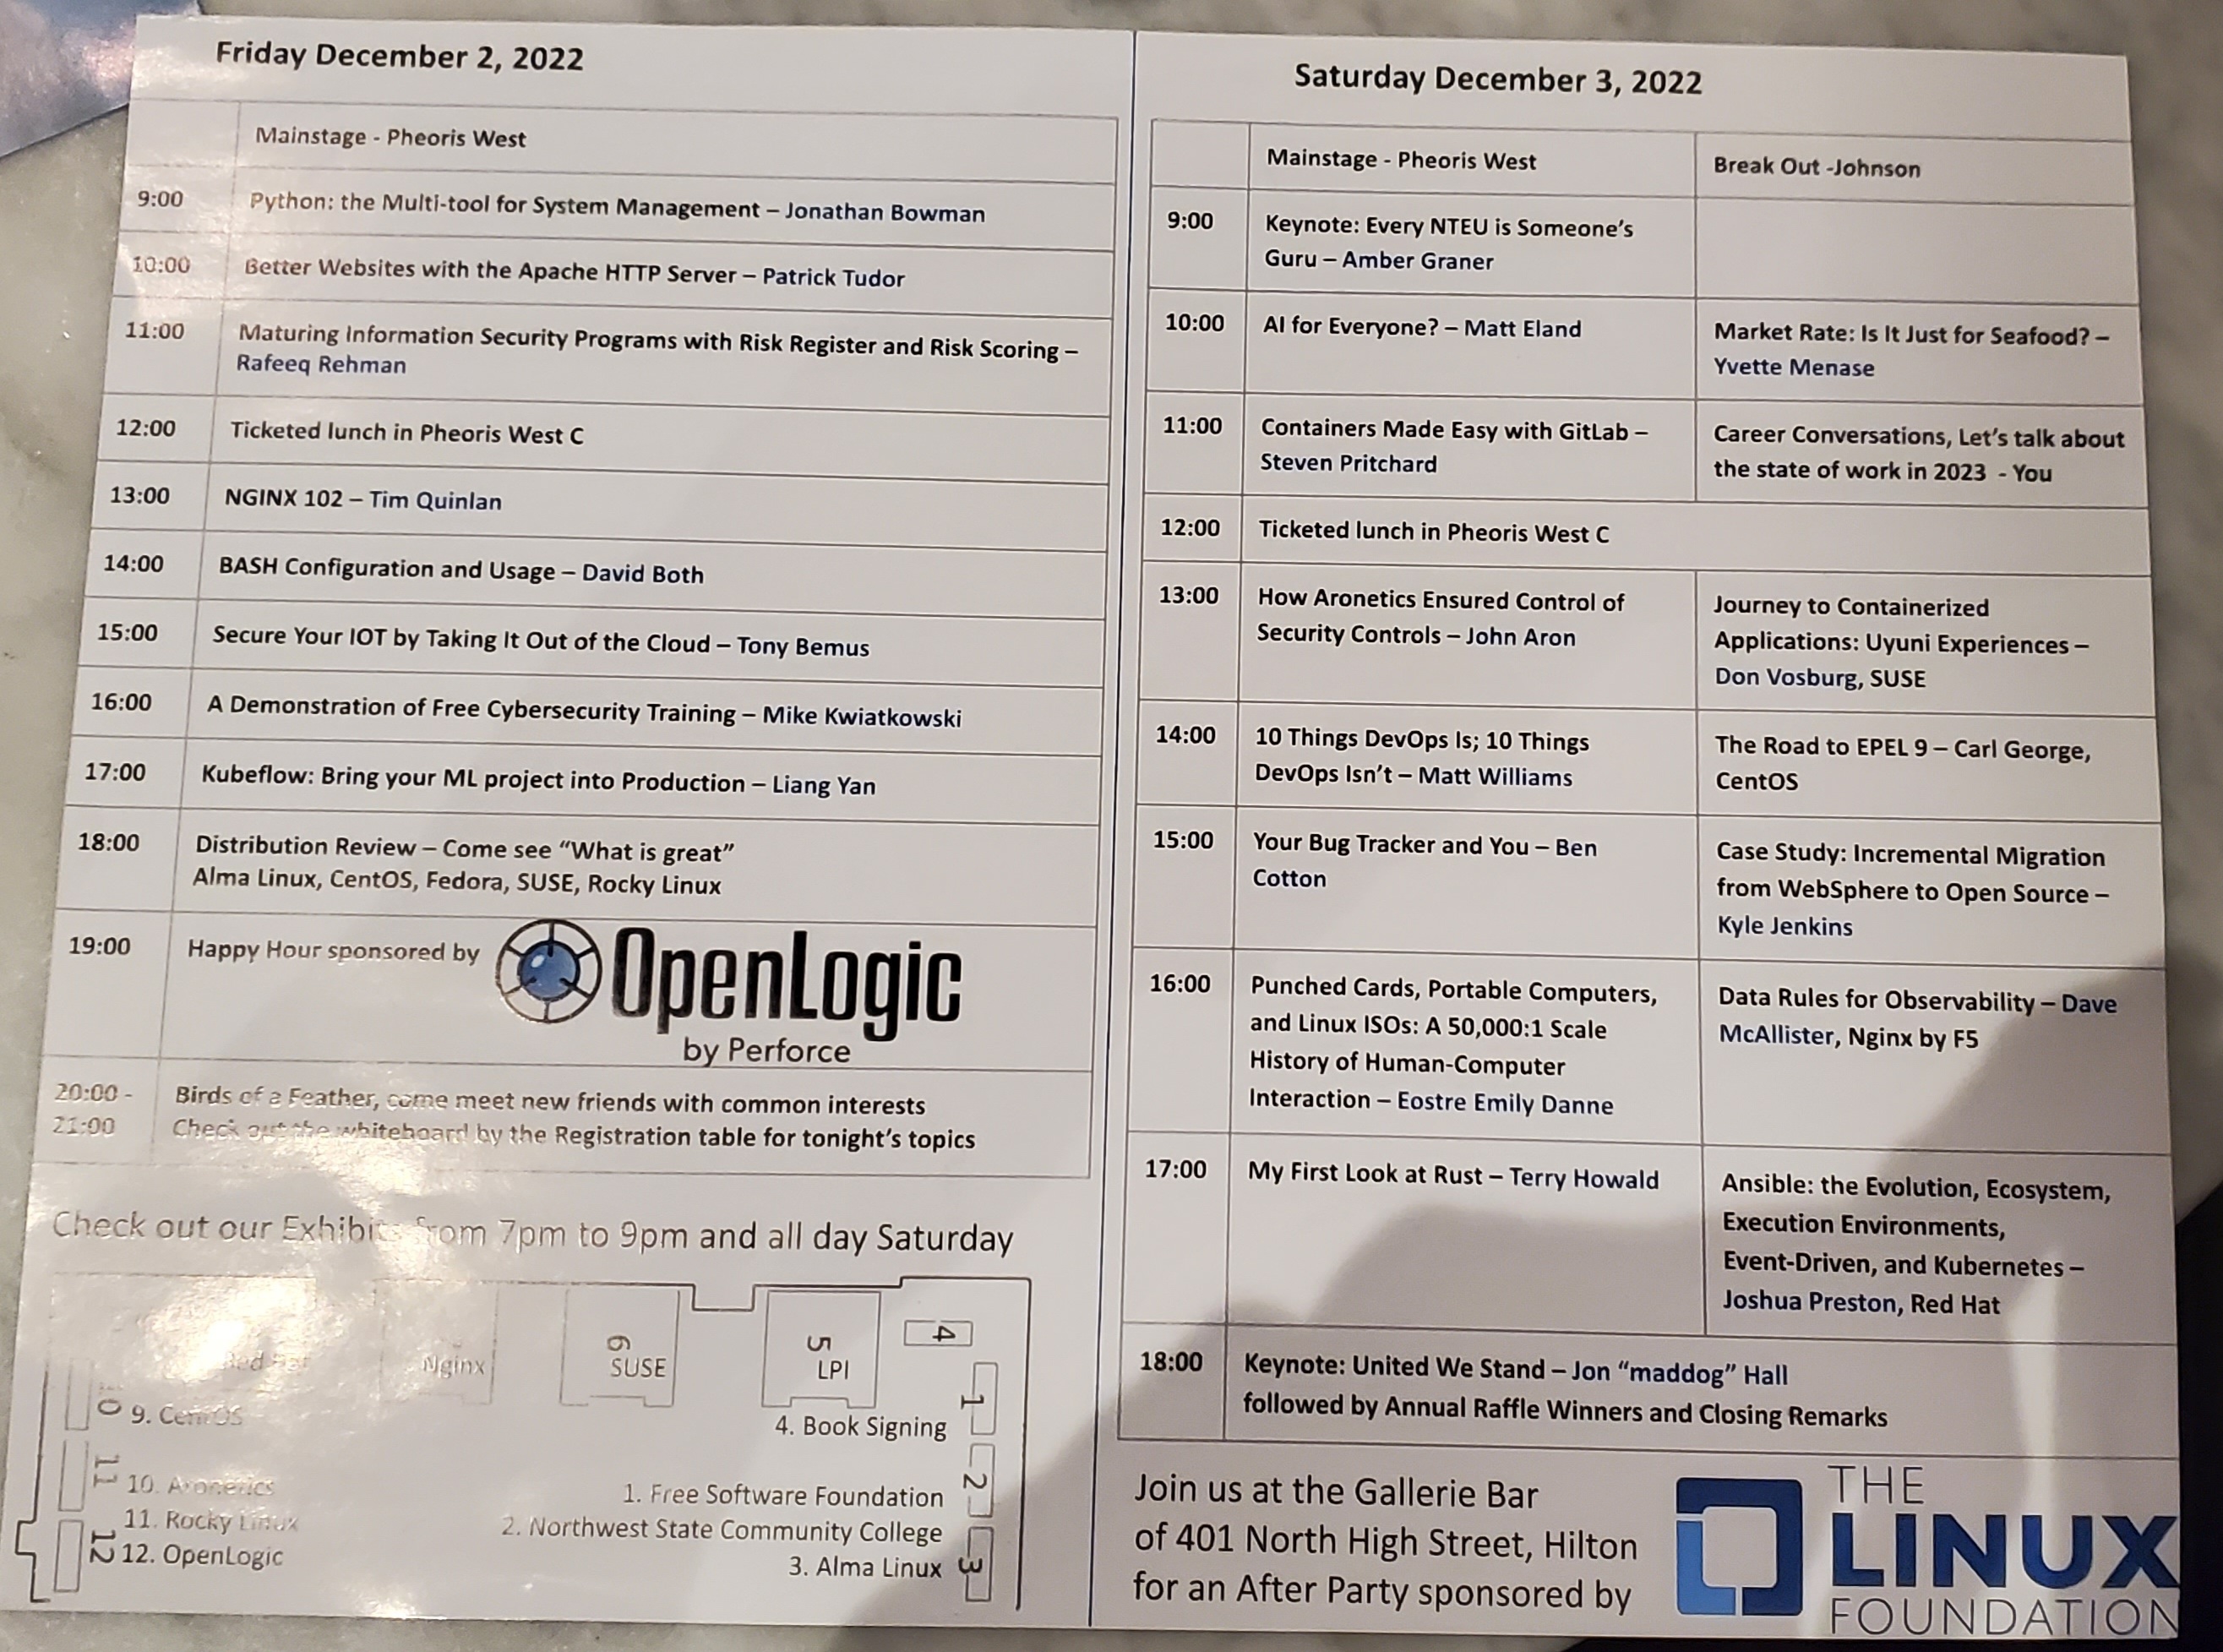 Friday December 2, 2022
Mainstage - Pheoris West
9:00 Python: the Multi-tool for System Management – Jonathan Bowman
10:00 Better Websites with the Apache HTTP Server – Patrick Tudor
11:00 Maturing Information Security Programs with Risk Register and Risk Scoring –
Rafeeq Rehman
12:00 Ticketed lunch in Pheoris West C
13:00 NGINX 102 – Tim Quinlan
14:00 BASH Configuration and Usage – David Both
15:00 Secure Your IOT by Taking It Out of the Cloud – Tony Bemus
16:00 A Demonstration of Free Cybersecurity Training – Mike Kwiatkowski
17:00 Kubeflow: Bring your ML project into Production – Liang Yan
18:00 Distribution Review – Come see “What is great”
Alma Linux, CentOS, Fedora, SUSE, Rocky Linux
19:00 Happy Hour sponsored by OpenLogic
by Perforce
20:00 - Birds of a Feather, come meet new friends with common interests
21:00 Check out the whiteboard by the Registration table for tonight’s topics
Check out our Exhibits from 7pm to 9pm and all day Saturday
Red Hat
Nginx
6
SUSE
5
LPI
4
4. Book Signing
1
9. CentOS
10
10. Aronetics
11
11. Rocky Linux
12
12. OpenLogic
1. Free Software Foundation
2. Northwest State Community College
2
3. Alma Linux
3
Saturday December 3, 2022
Mainstage - Pheoris West
Break Out -Johnson
9:00 Keynote: Every NTEU is Someone’s
Guru – Amber Graner
10:00 AI for Everyone? – Matt Eland
Market Rate: Is It Just for Seafood? –
Yvette Menase
11:00 Containers Made Easy with GitLab –
Steven Pritchard
Career Conversations, Let’s talk about
the state of work in 2023 - You
12:00 Ticketed lunch in Pheoris West C
13:00 How Aronetics Ensured Control of
Security Controls – John Aron
Journey to Containerized
Applications: Uyuni Experiences –
Don Vosburg, SUSE
14:00 10 Things DevOps Is; 10 Things
DevOps Isn’t – Matt Williams
The Road to EPEL 9 – Carl George,
CentOS
15:00 Your Bug Tracker and You – Ben
Cotton
Case Study: Incremental Migration
from WebSphere to Open Source –
Kyle Jenkins
16:00 Punched Cards, Portable Computers,
and Linux ISOs: A 50,000:1 Scale
History of Human-Computer
Interaction – Eostre Emily Danne
Data Rules for Observability – Dave
McAllister, Nginx by F5
17:00 My First Look at Rust – Terry Howald
Ansible: the Evolution, Ecosystem,
Execution Environments,
Event-Driven, and Kubernetes –
Joshua Preston, Red Hat
18:00 Keynote: United We Stand – Jon “maddog” Hall
followed by Annual Raffle Winners and Closing Remarks
Join us at the Gallerie Bar
of 401 North High Street, Hilton
for an After Party sponsored by
THE
LINUX
FOUNDATION